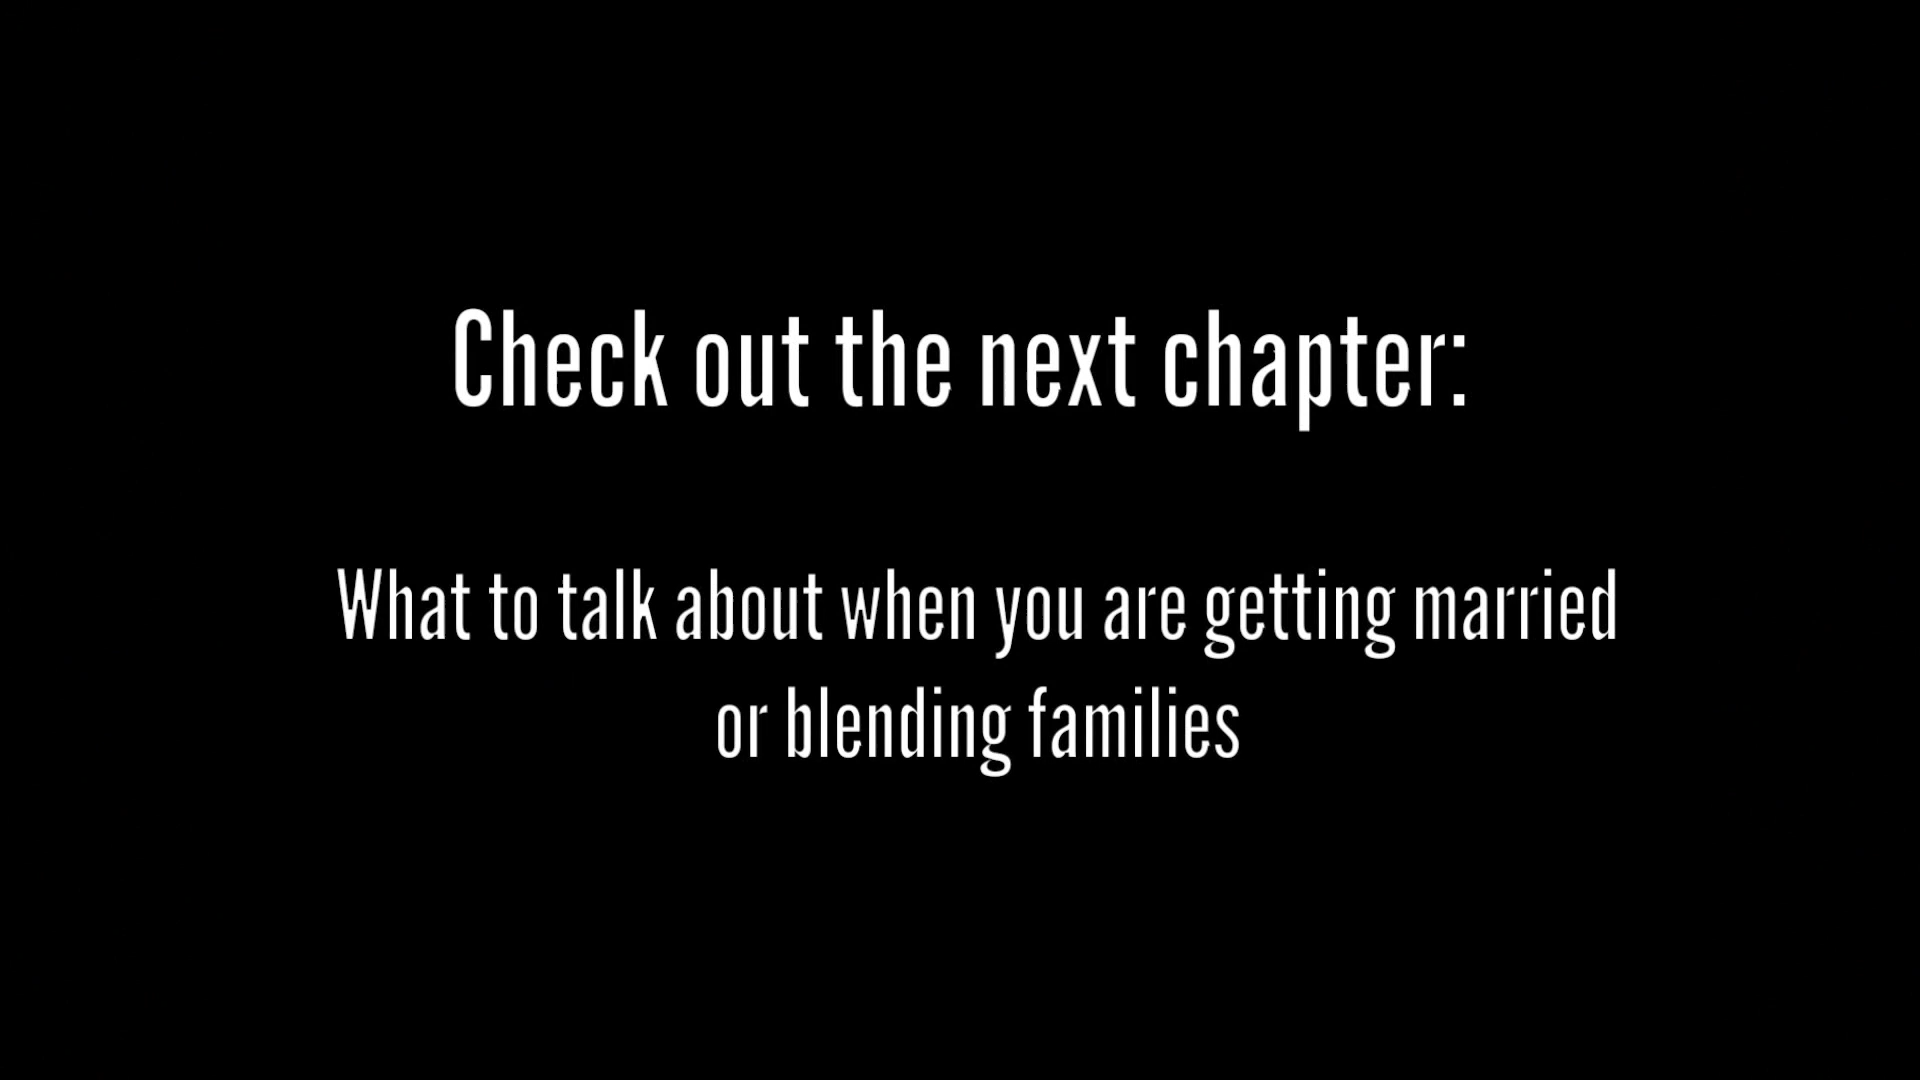 Check out the next chapter:
What to talk about when you are getting married
or blending families